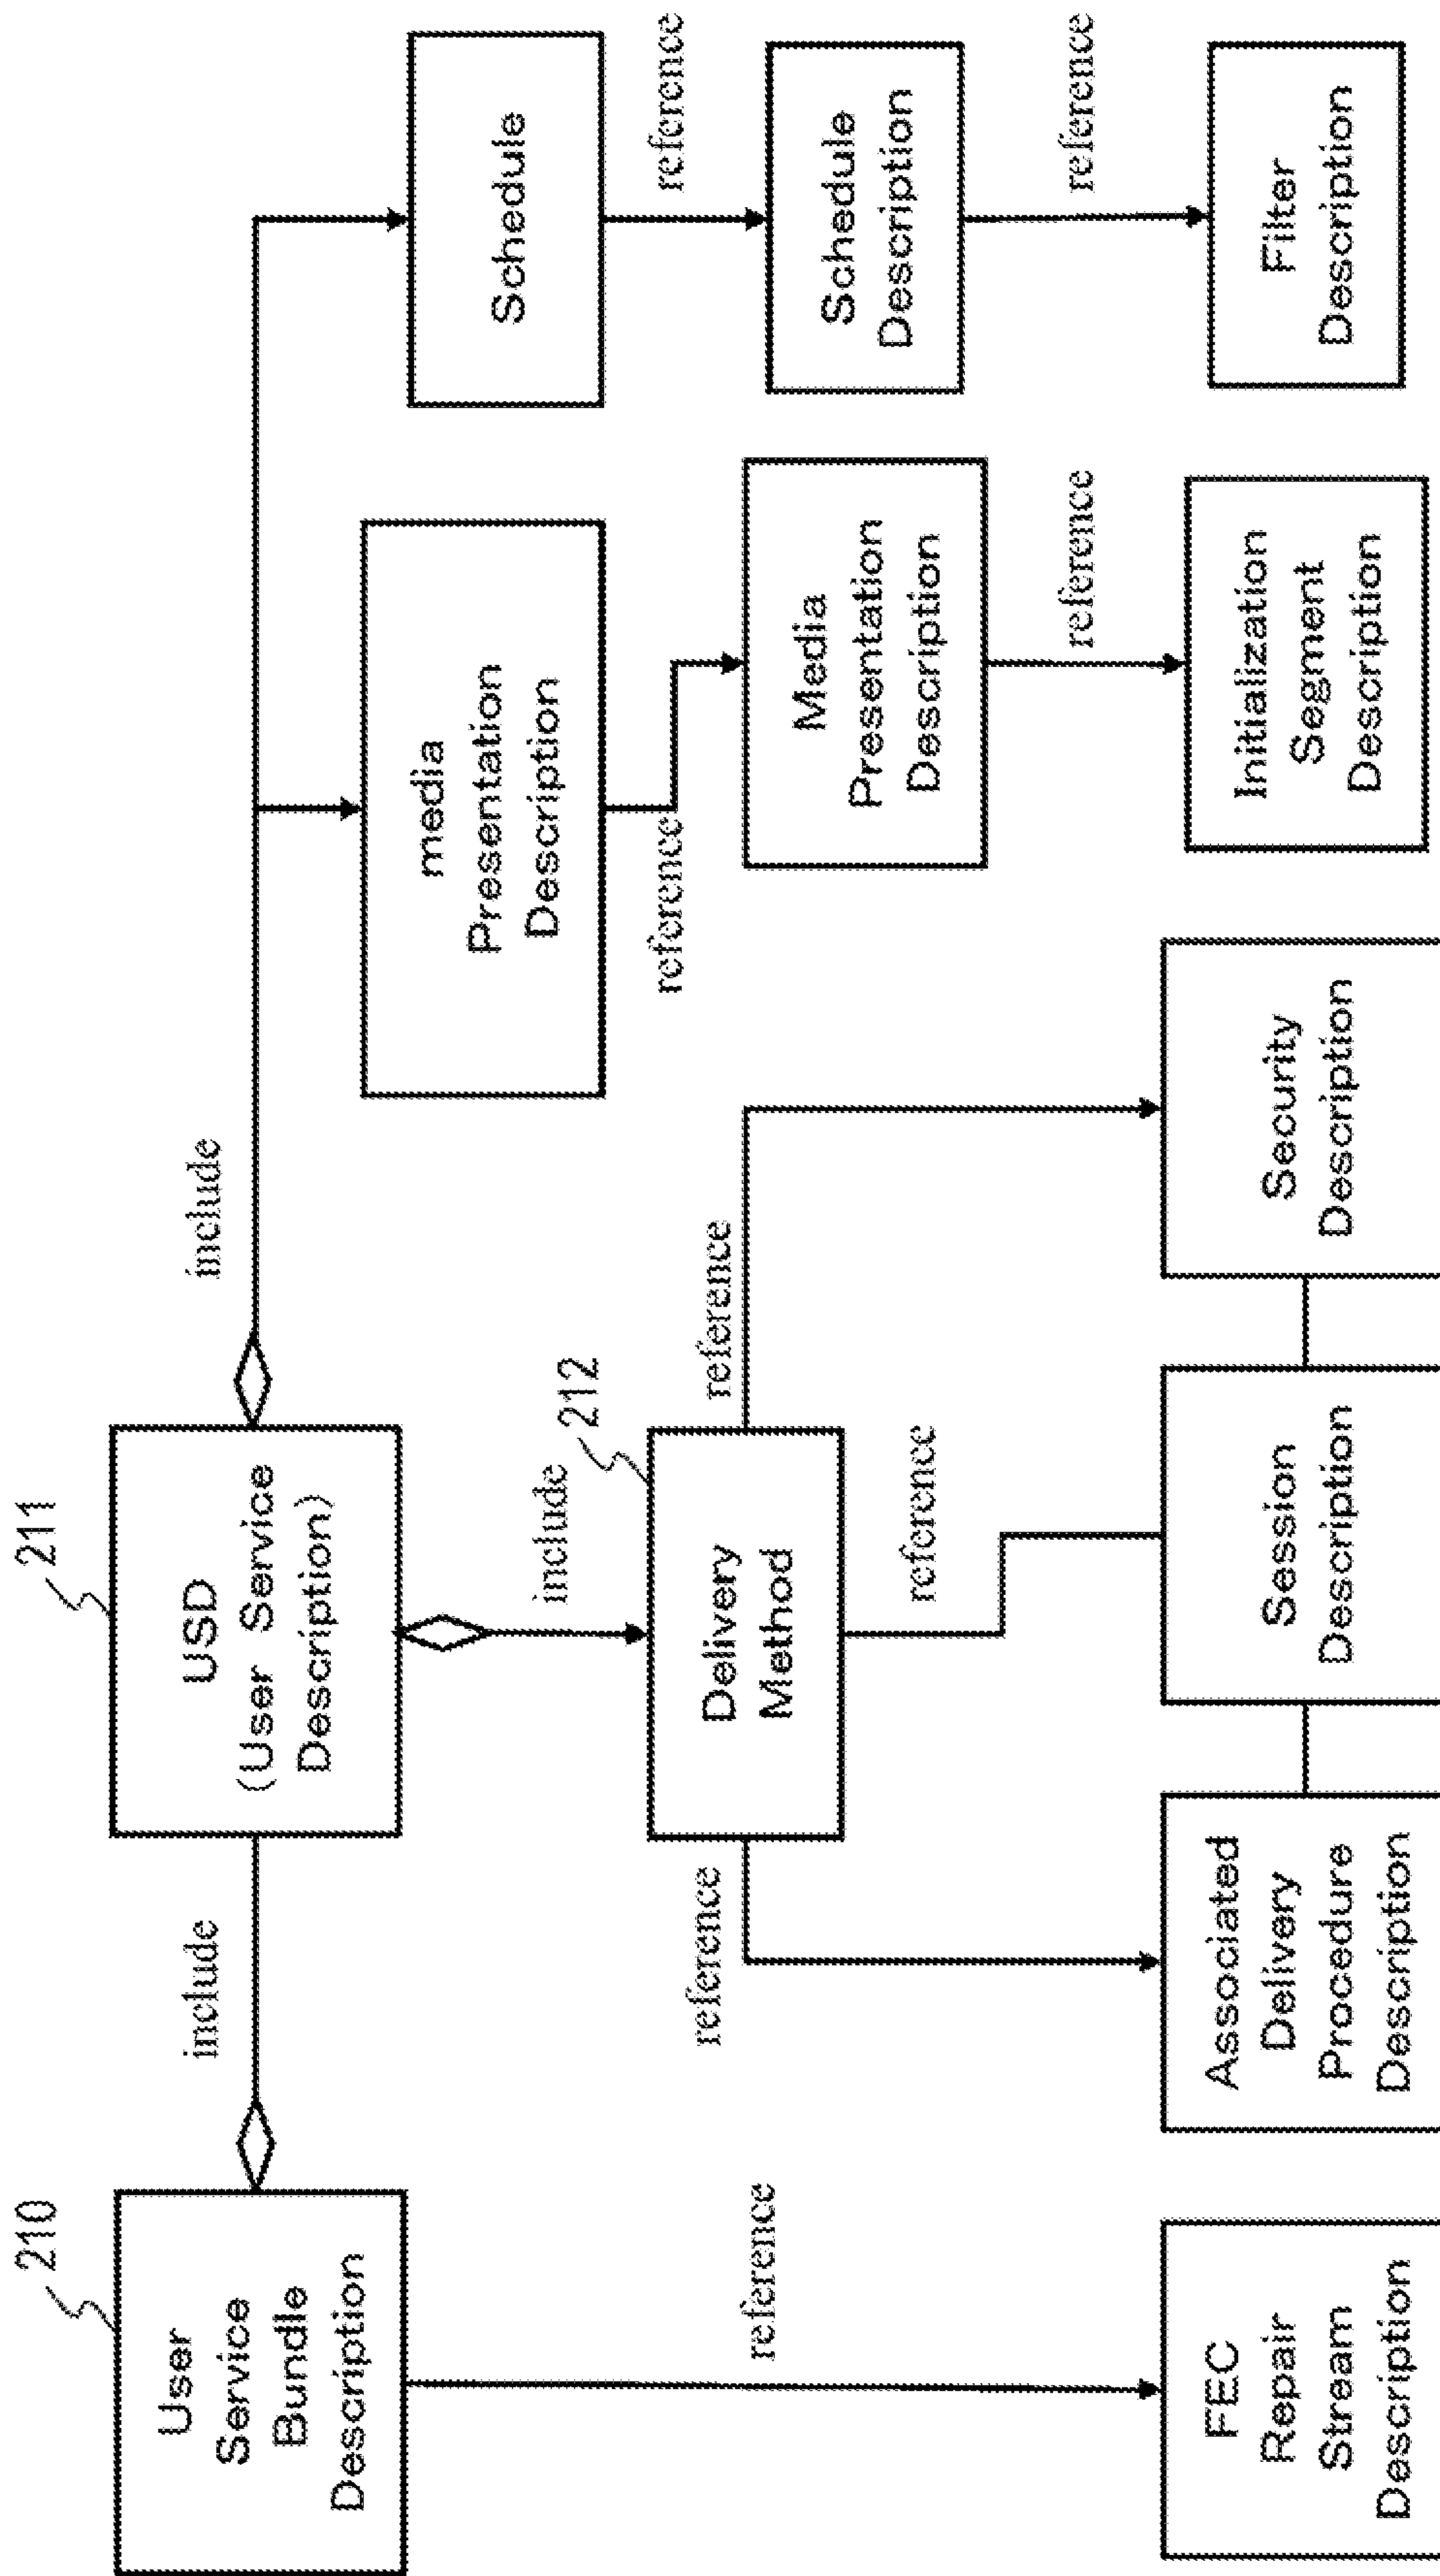 210
User
Service
Bundle
Description
include
211
USD
(User Service
Description)
include
include
212
Delivery
Method
media
Presentation
Description
Schedule
reference
reference
reference
reference
reference
reference
Media
Presentation
Description
Schedule
Description
reference
reference
FEC
Repair
Stream
Description
Associated
Delivery
Procedure
Description
Session
Description
Security
Description
Initialization
Segment
Description
Filter
Description